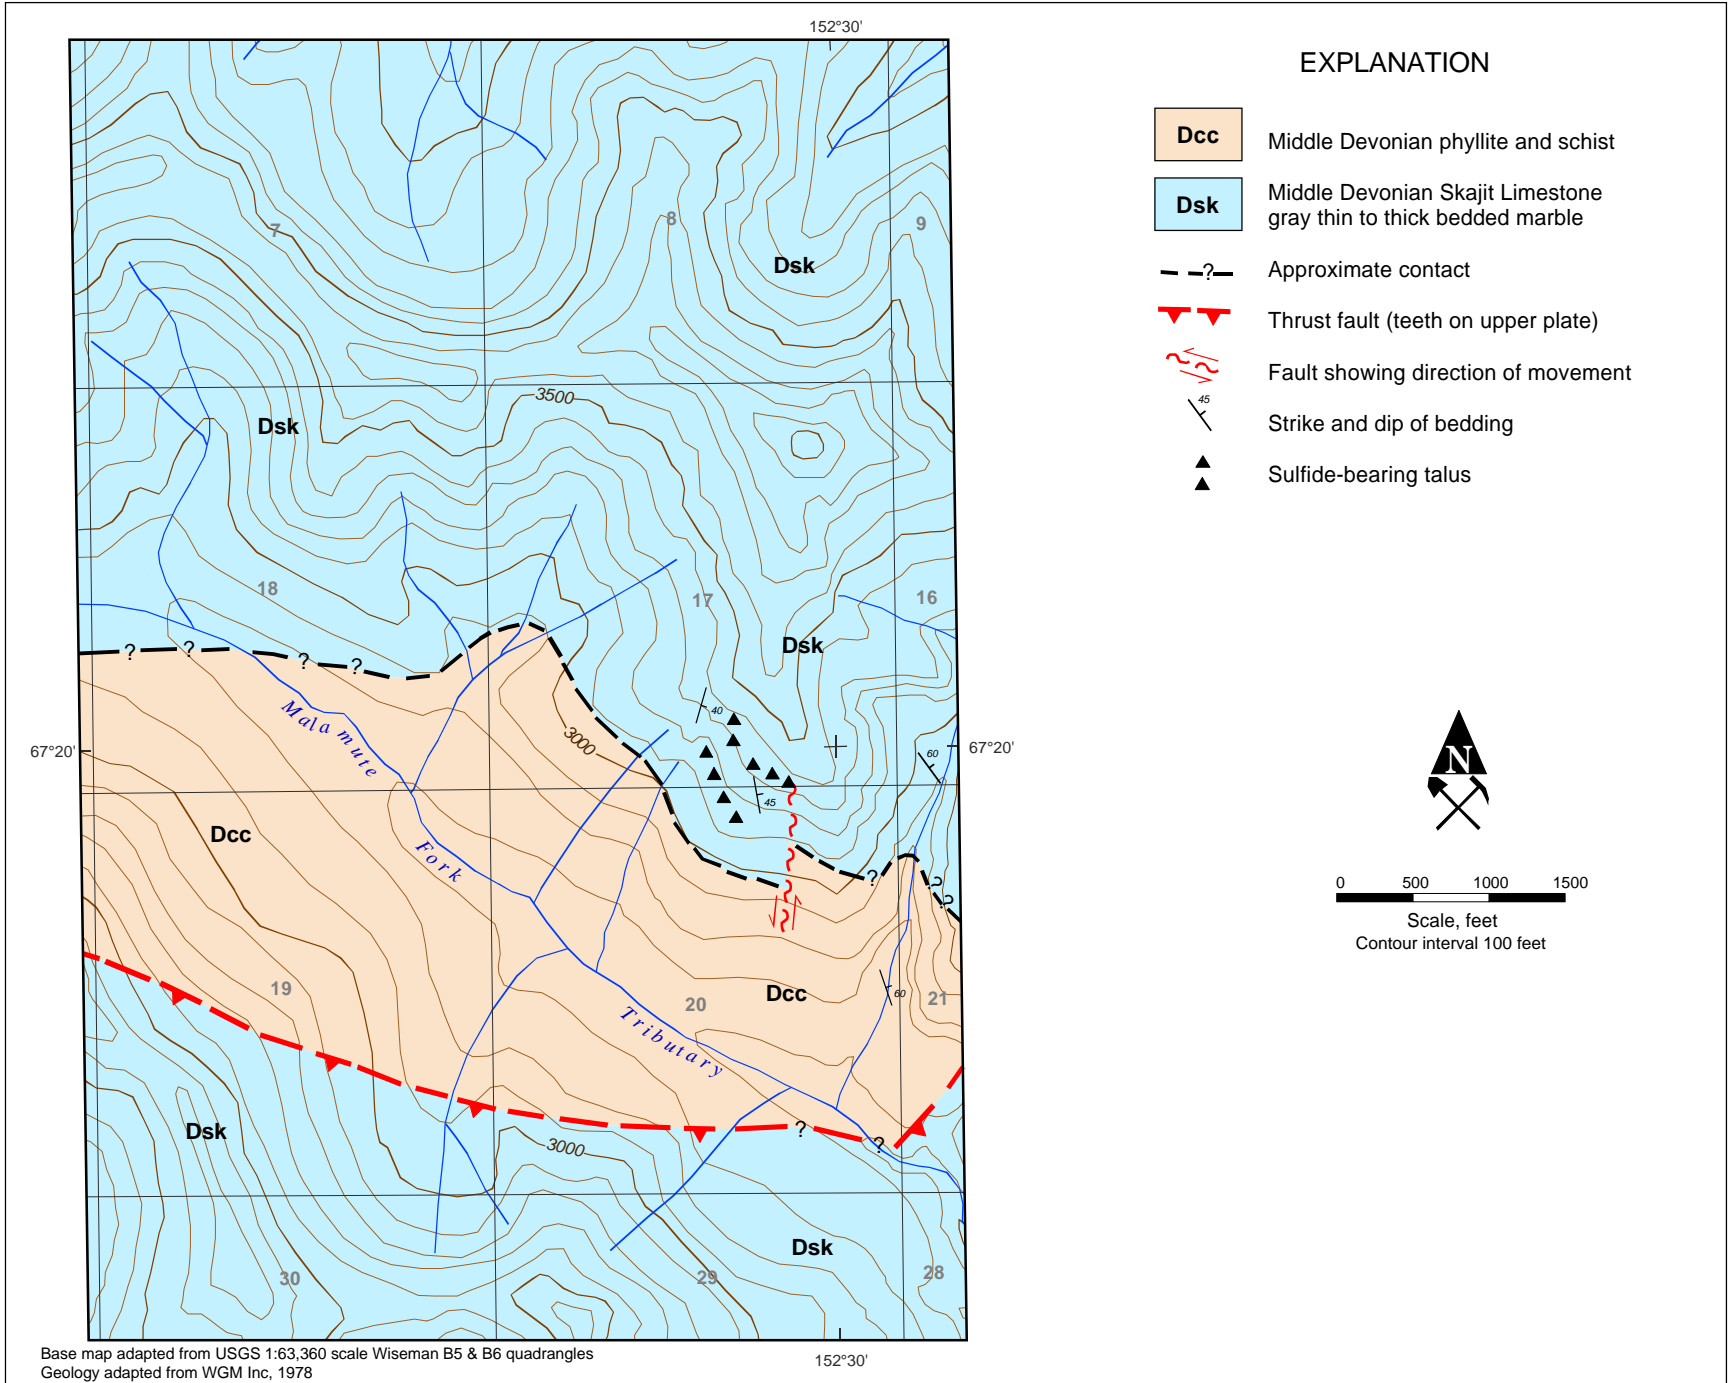 152°30'
EXPLANATION
Dcc Middle Devonian phyllite and schist
Dsk Middle Devonian Skajit Limestone
gray thin to thick bedded marble
?
Approximate contact
Thrust fault (teeth on upper plate)
Fault showing direction of movement
45
Strike and dip of bedding
Sulfide-bearing talus
7
8
9
Dsk
3500
Dsk
18
17
16
Dsk
? ? ? ?
40
Malamute
3000
67°20'
67°20'
60
45
N
Dcc
Fork
?
?
?
0 500 1000 1500
Scale, feet
Contour interval 100 feet
19
20
Dcc
60
21
Tributary
Dsk
3000
?
?
Dsk
30
29
28
Base map adapted from USGS 1:63,360 scale Wiseman B5 & B6 quadrangles
Geology adapted from WGM Inc, 1978
152°30'